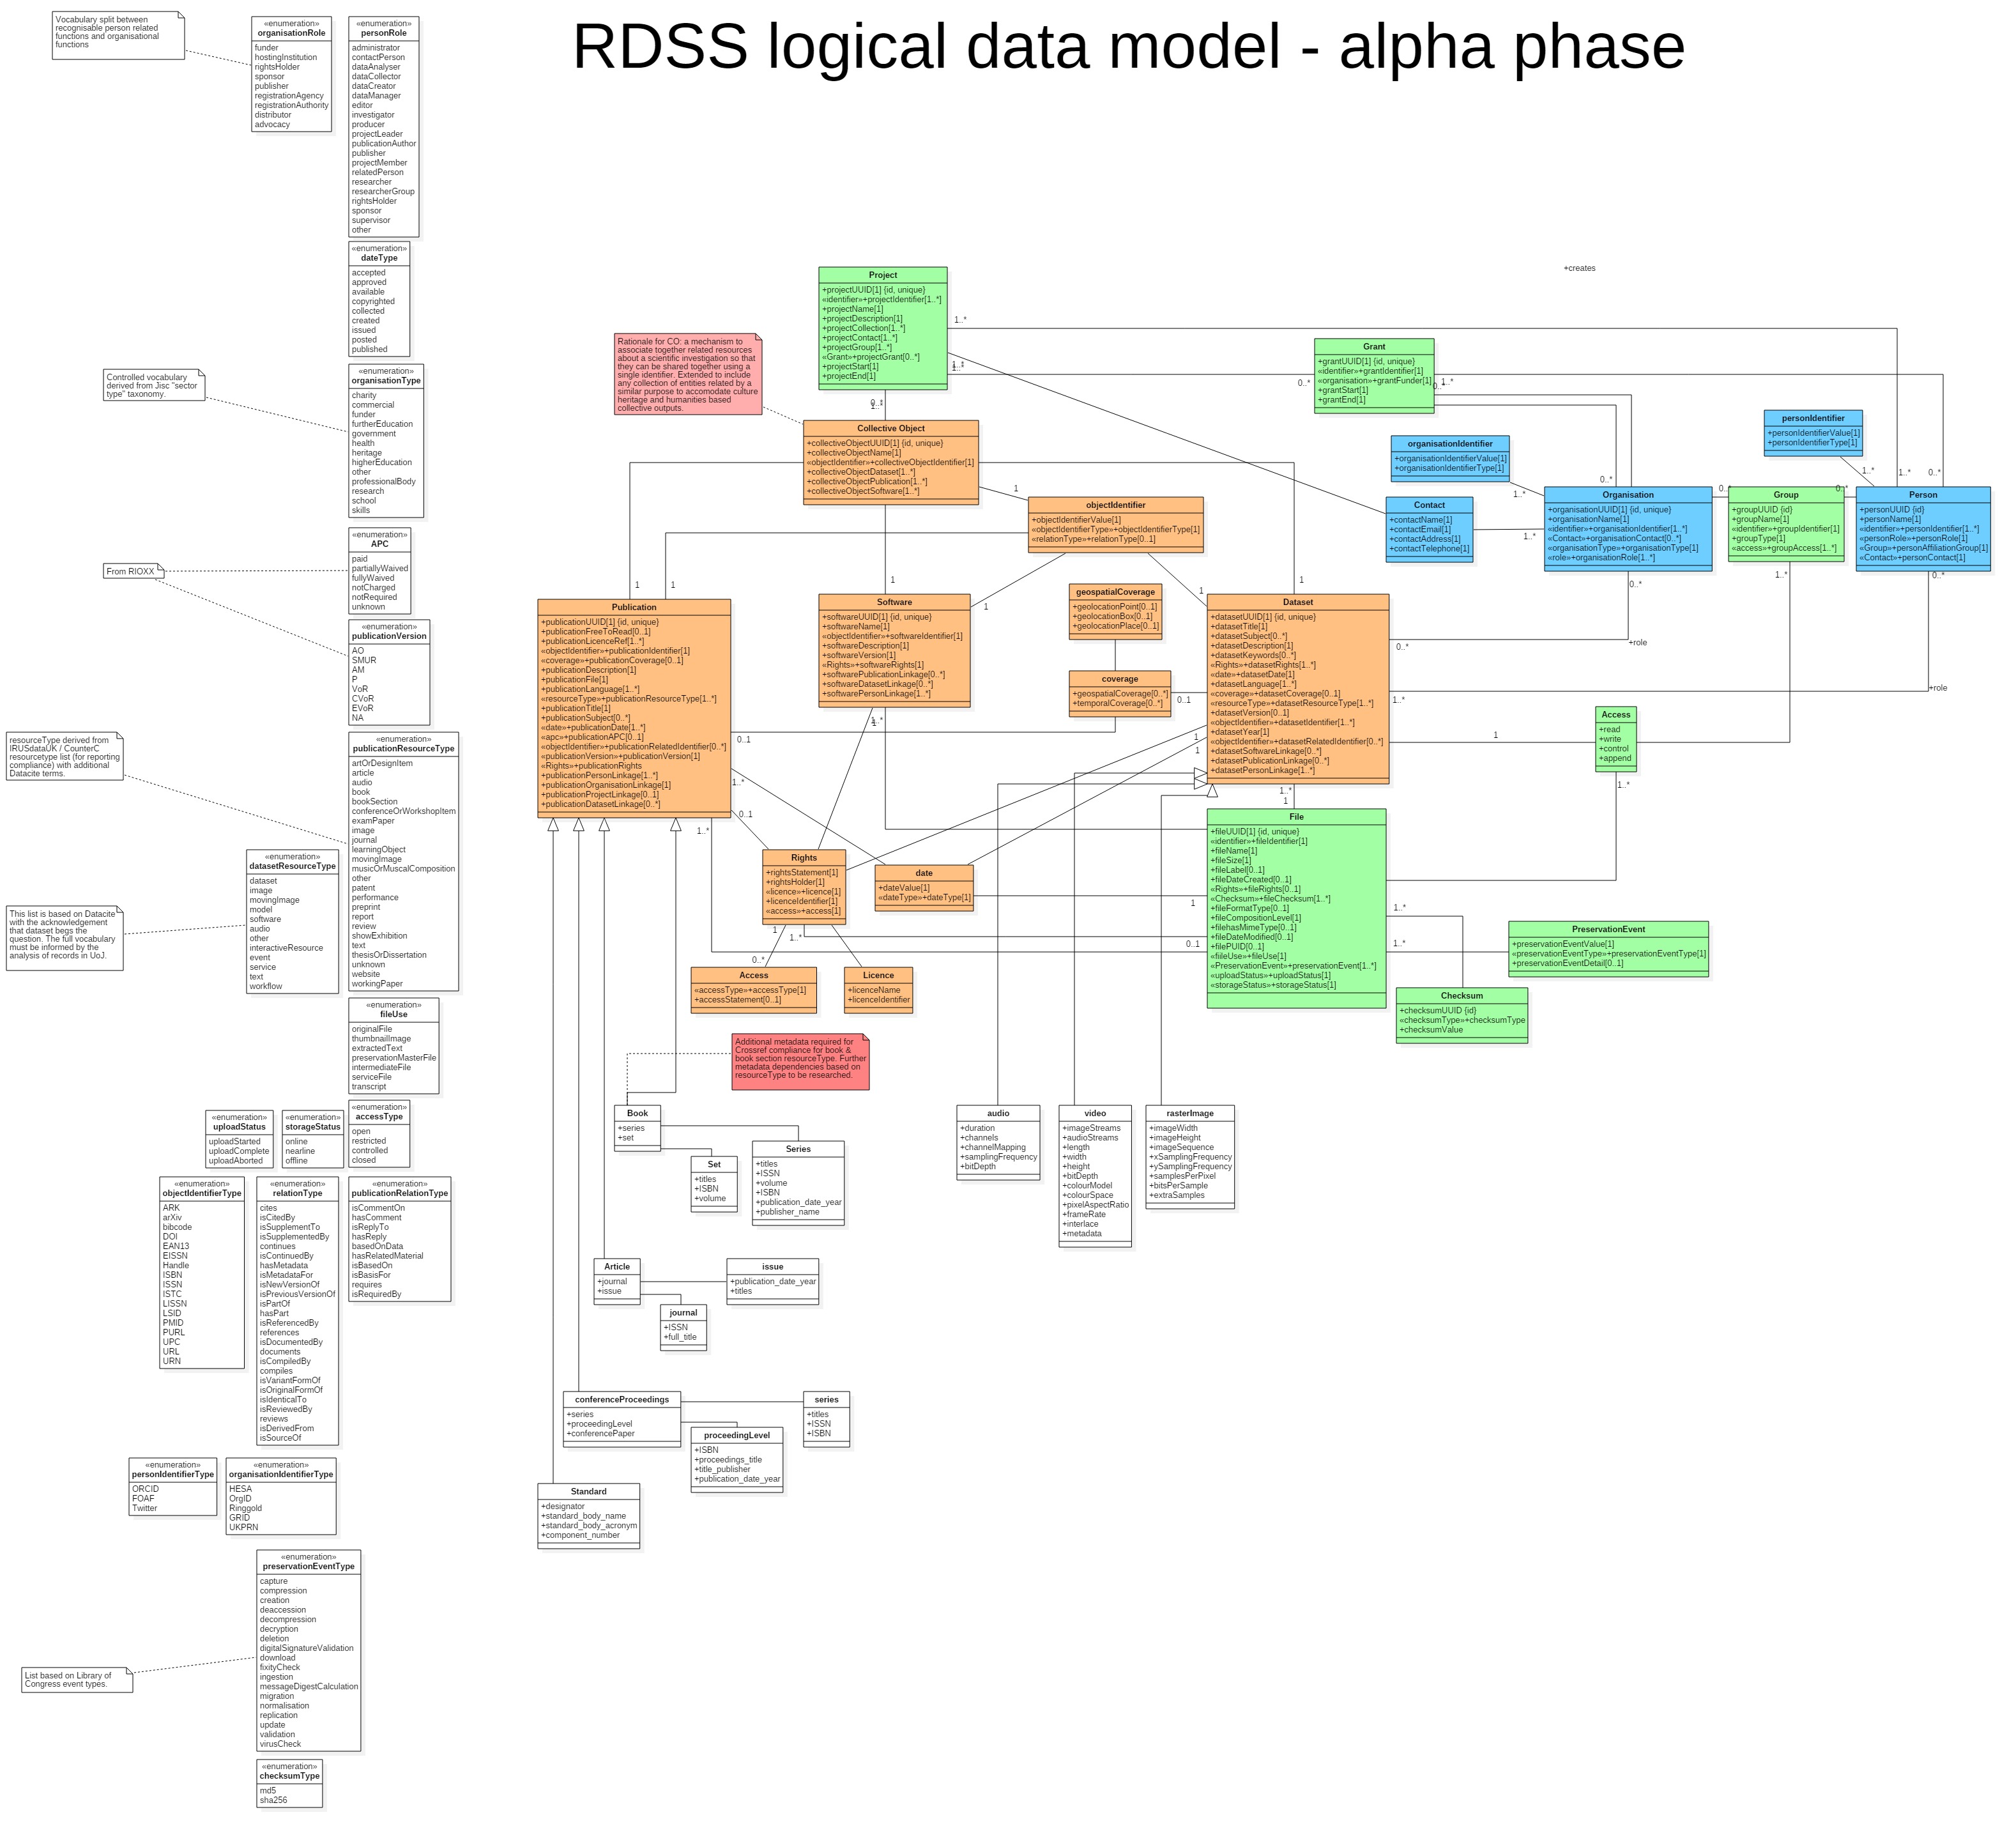 RDSS logical data model - alpha phase
Vocabulary split between
recognisable person related
functions and organisational
functions
«enumeration»
organisationRole
funder
hostingInstitution
rightsHolder
sponsor
publisher
registrationAgency
registrationAuthority
distributor
advocacy
«enumeration»
personRole
administrator
contactPerson
dataAnalyser
dataCollector
dataCreator
dataManager
editor
investigator
producer
projectLeader
publicationAuthor
publisher
projectMember
relatedPerson
researcher
researcherGroup
rightsHolder
sponsor
supervisor
other
«enumeration»
dateType
accepted
approved
available
copyrighted
collected
created
issued
posted
published
Controlled vocabulary
derived from Jisc "sector
type" taxonomy.
«enumeration»
organisationType
charity
commercial
funder
furtherEducation
government
health
heritage
higherEducation
other
professionalBody
research
school
skills
From RIOXX
«enumeration»
APC
paid
partiallyWaived
fullyWaived
notCharged
notRequired
unknown
«enumeration»
publicationVersion
AO
SMUR
AM
P
VoR
CVoR
EVoR
NA
resourceType derived from
IRUSdataUK / CounterC
resourcetype list (for reporting
compliance) with additional
Datacite terms.
«enumeration»
publicationResourceType
artOrDesignItem
article
audio
book
bookSection
conferenceOrWorkshopItem
examPaper
image
journal
learningObject
movingImage
musicOrMuscalComposition
other
patent
performance
preprint
report
review
showExhibition
text
thesisOrDissertation
unknown
website
workingPaper
«enumeration»
datasetResourceType
dataset
image
movingImage
model
software
audio
other
interactiveResource
event
service
text
workflow
This list is based on Datacite
with the acknowledgement
that dataset begs the
question. The full vocabulary
must be informed by the
analysis of records in UoJ.
«enumeration»
fileUse
originalFile
thumbnailImage
extractedText
preservationMasterFile
intermediateFile
serviceFile
transcript
«enumeration»
uploadStatus
uploadStarted
uploadComplete
uploadAborted
«enumeration»
storageStatus
online
nearline
offline
«enumeration»
accessType
open
restricted
controlled
closed
«enumeration»
objectIdentifierType
ARK
arXiv
bibcode
DOI
EAN13
EISSN
Handle
ISBN
ISSN
ISTC
LISSN
LSID
PMID
PURL
UPC
URL
URN
«enumeration»
relationType
cites
isCitedBy
isSupplementTo
isSupplementedBy
continues
isContinuedBy
hasMetadata
isMetadataFor
isNewVersionOf
isPreviousVersionOf
isPartOf
hasPart
isReferencedBy
references
isDocumentedBy
documents
isCompiledBy
compiles
isVariantFormOf
isOriginalFormOf
isIdenticalTo
isReviewedBy
reviews
isDerivedFrom
isSourceOf
«enumeration»
publicationRelationType
isCommentOn
hasComment
isReplyTo
hasReply
basedOnData
hasRelatedMaterial
isBasedOn
isBasisFor
requires
isRequiredBy
«enumeration»
personIdentifierType
ORCID
FOAF
Twitter
«enumeration»
organisationIdentifierType
HESA
OrgID
Ringgold
GRID
UKPRN
«enumeration»
preservationEventType
capture
compression
creation
deaccession
decompression
decryption
deletion
digitalSignatureValidation
download
fixityCheck
ingestion
messageDigestCalculation
migration
normalisation
replication
update
validation
virusCheck
List based on Library of
Congress event types.
«enumeration»
checksumType
md5
sha256
Project
+projectUUID[1] {id, unique}
«identifier»+projectIdentifier[1..*]
+projectName[1]
+projectDescription[1]
+projectCollection[1..*]
+projectContact[1..*]
+projectGroup[1..*]
«Grant»+projectGrant[0..*]
+projectStart[1]
+projectEnd[1]
1..*
+creates
Rationale for CO: a mechanism to
associate together related resources
about a scientific investigation so that
they can be shared together using a
single identifier. Extended to include
any collection of entities related by a
similar purpose to accomodate culture
heritage and humanities based
collective outputs.
Grant
+grantUUID[1] {id, unique}
«identifier»+grantIdentifier[1]
«organisation»+grantFunder[1]
+grantStart[1]
+grantEnd[1]
0..*
1..*
Collective Object
+collectiveObjectUUID[1] {id, unique}
+collectiveObjectName[1]
«objectIdentifier»+collectiveObjectIdentifier[1]
+collectiveObjectDataset[1..*]
+collectiveObjectPublication[1..*]
+collectiveObjectSoftware[1..*]
1
objectIdentifier
+objectIdentifierValue[1]
«objectIdentifierType»+objectIdentifierType[1]
«relationType»+relationType[0..1]
organisationIdentifier
+organisationIdentifierValue[1]
+organisationIdentifierType[1]
1..*
personIdentifier
+personIdentifierValue[1]
+personIdentifierType[1]
1..*
1..*
0..*
Contact
+contactName[1]
+contactEmail[1]
+contactAddress[1]
+contactTelephone[1]
1..*
0..*
Organisation
+organisationUUID[1] {id, unique}
+organisationName[1]
«identifier»+organisationIdentifier[1..*]
«Contact»+organisationContact[0..*]
«organisationType»+organisationType[1]
«role»+organisationRole[1..*]
0..*
Group
+groupUUID [1]
+groupName[1]
«identifier»+groupIdentifier[1]
+groupType[1]
«access»+groupAccess[1..*]
1..*
Person
+personUUID {id}
+personName[1]
«identifier»+personIdentifier[1..*]
«personRole»+personRole[1]
«Group»+personAffiliationGroup[1]
«Contact»+personContact[1]
0..*
+role
+role
1
1
1
1
1
1
Publication
+publicationUUID[1] {id, unique}
+publicationFreeToRead[0..1]
+publicationLicenceRef[1..*]
«objectIdentifier»+publicationIdentifier[1]
«coverage»+publicationCoverage[0..1]
+publicationDescription[1]
+publicationFile[1]
+publicationLanguage[1..*]
«resourceType»+publicationResourceType[1..*]
+publicationTitle[1]
+publicationSubject[0..*]
«date»+publicationDate[1..*]
«apc»+publicationAPC[0..1]
«objectIdentifier»+publicationRelatedIdentifier[0..*]
«publicationVersion»+publicationVersion[1]
«Rights»+publicationRights
+publicationPersonLinkage[1..*]
+publicationOrganisationLinkage[1]
+publicationProjectLinkage[0..1]
+publicationDatasetLinkage[0..*]
0..1
1..*
0..1
1..*
Software
+softwareUUID[1] {id, unique}
+softwareName[1]
«objectIdentifier»+softwareIdentifier[1]
+softwareDescription[1]
+softwareVersion[1]
«Rights»+softwareRights[1]
+softwarePublicationLinkage[0..*]
+softwareDatasetLinkage[0..*]
+softwarePersonLinkage[1..*]
geospatialCoverage
+geolocationPoint[0..1]
+geolocationBox[0..1]
+geolocationPlace[0..1]
coverage
+geospatialCoverage[0..*]
+temporalCoverage[0..*]
0..1
Dataset
+datasetUUID[1] {id, unique}
+datasetTitle[1]
+datasetSubject[0..*]
+datasetDescription[1]
+datasetKeywords[0..*]
«Rights»+datasetRights[1..*]
«date»+datasetDate[1]
+datasetLanguage[1..*]
«coverage»+datasetCoverage[0..1]
«resourceType»+datasetResourceType[1..*]
+datasetVersion[0..1]
«objectIdentifier»+datasetIdentifier[1..*]
+datasetYear[1]
«objectIdentifier»+datasetRelatedIdentifier[0..*]
+datasetSoftwareLinkage[0..*]
+datasetPublicationLinkage[0..*]
+datasetPersonLinkage[1..*]
0..*
1..*
1
1
1
1..*
1
Access
+read
+write
+control
+append
1..*
File
+fileUUID[1] {id, unique}
«identifier»+fileIdentifier[1]
+fileName[1]
+fileSize[1]
+fileLabel[0..1]
+fileDateCreated[0..1]
«Rights»+fileRights[0..1]
«Checksum»+fileChecksum[1..*]
+fileFormatType[0..1]
+fileCompositionLevel[1]
+filehasMimeType[0..1]
+fileDateModified[0..1]
+filePUID[0..1]
«fiileUse»+fileUse[1]
«PreservationEvent»+preservationEvent[1..*]
«uploadStatus»+uploadStatus[1]
«storageStatus»+storageStatus[1]
1
0..1
1..*
1..*
Rights
+rightsStatement[1]
+rightsHolder[1]
«licence»+licence[1]
+licenceIdentifier[1]
«access»+access[1]
1
1..*
0..*
date
+dateValue[1]
«dateType»+dateType[1]
Access
«accessType»+accessType[1]
+accessStatement[0..1]
Licence
+licenceName
+licenceIdentifier
PreservationEvent
+preservationEventValue[1]
«preservationEventType»+preservationEventType[1]
+preservationEventDetail[0..1]
Checksum
+checksumUUID {id}
«checksumType»+checksumType
+checksumValue
Additional metadata required for
Crossref compliance for book &
book section resourceType. Further
metadata dependencies based on
resourceType to be researched.
Book
+series
+set
Set
+titles
+ISBN
+volume
Series
+titles
+ISSN
+volume
+ISBN
+publication_date_year
+publisher_name
audio
+duration
+channels
+channelMapping
+samplingFrequency
+bitDepth
video
+imageStreams
+audioStreams
+length
+width
+height
+bitDepth
+colourModel
+colourSpace
+pixelAspectRatio
+frameRate
+interlace
+metadata
rasterImage
+imageWidth
+imageHeight
+imageSequence
+xSamplingFrequency
+ySamplingFrequency
+samplesPerPixel
+bitsPerSample
+extraSamples
Article
+journal
+issue
issue
+publication_date_year
+titles
journal
+ISSN
+full_title
conferenceProceedings
+series
+proceedingLevel
+conferencePaper
proceedingLevel
+ISBN
+proceedings_title
+title_publisher
+publication_date_year
series
+titles
+ISSN
+ISBN
Standard
+designator
+standard_body_name
+standard_body_acronym
+component_number